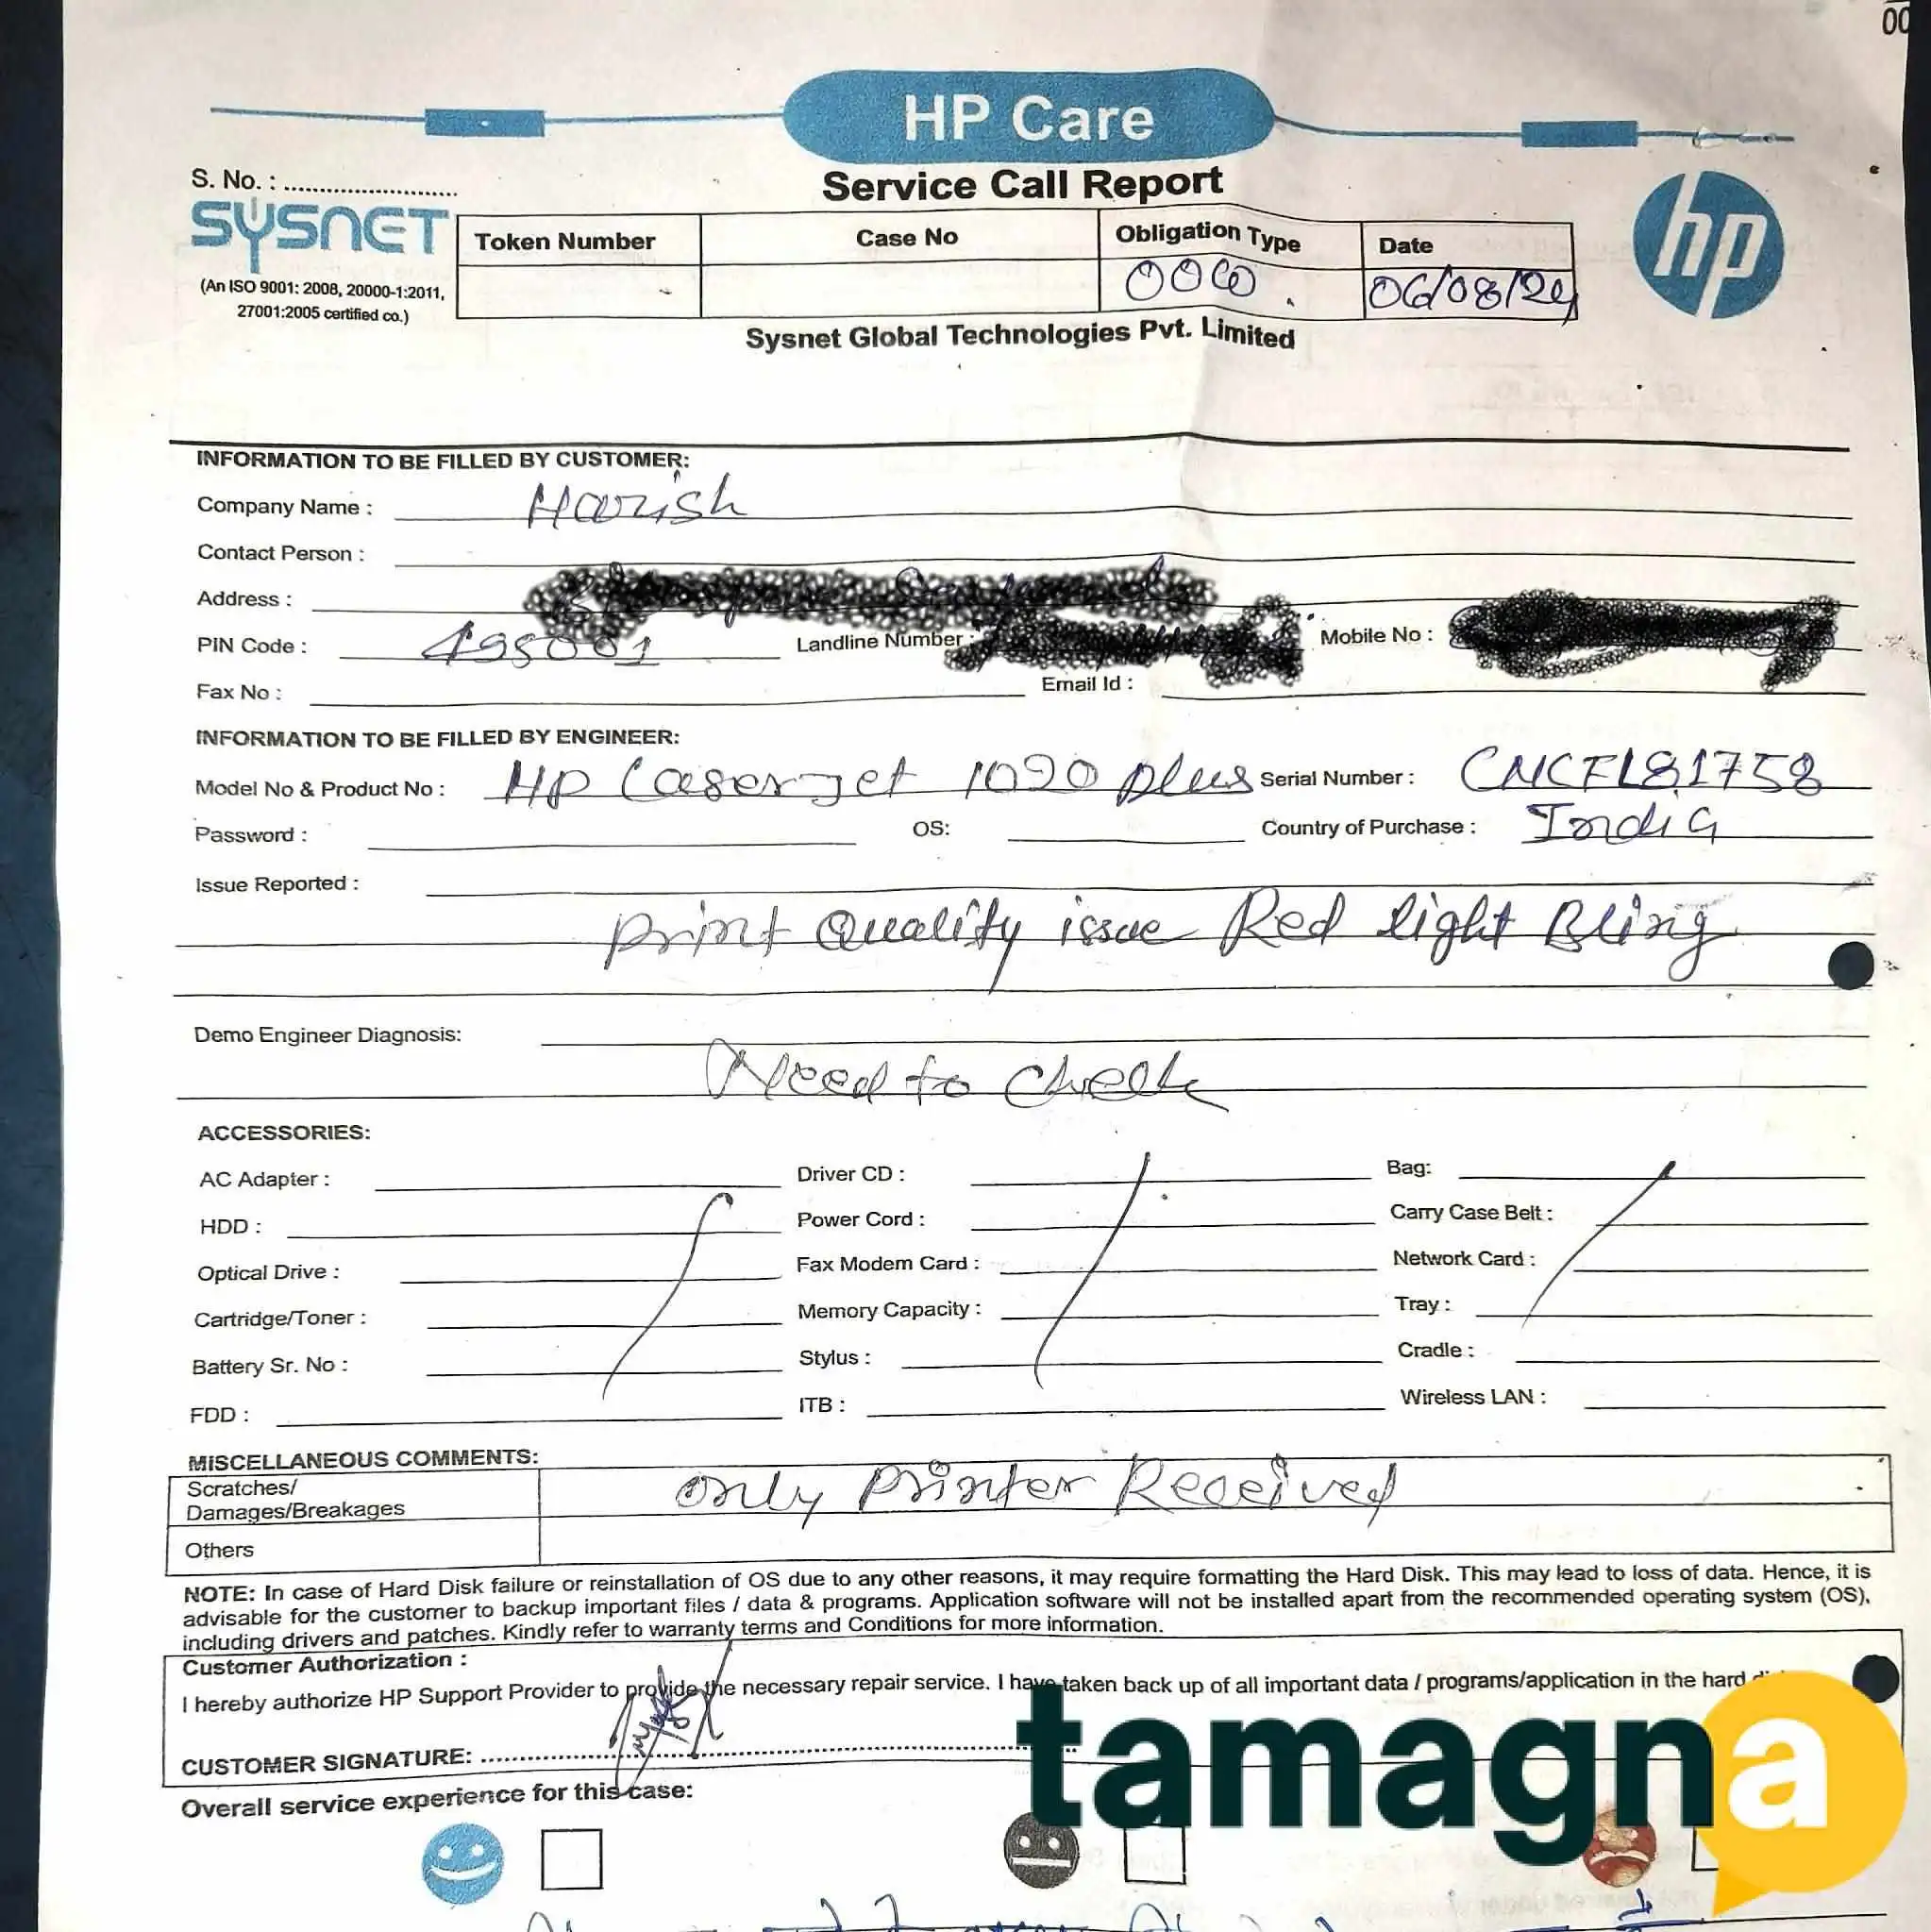 00
HP Care
Service Call Report
S. No. : ............................
SYSNET
(An ISO 9001: 2008, 20000-1:2011,
27001:2005 certified co.)
Token Number Case No Obligation Type Date
06/08/24
hp
Sysnet Global Technologies Pvt. Limited
INFORMATION TO BE FILLED BY CUSTOMER:
Company Name : Harish
Contact Person :
Address :
PIN Code : 495001 Landline Number : Mobile No :
Fax No : Email Id :
INFORMATION TO BE FILLED BY ENGINEER:
Model No & Product No : HP Laserjet 1020 plus Serial Number : CNCFL81758
Password : OS: Country of Purchase : India
Issue Reported :
print Quality issue Red light Bling
Demo Engineer Diagnosis:
Need to Check
ACCESSORIES:
AC Adapter : Driver CD : Bag:
HDD : Power Cord : Carry Case Belt :
Optical Drive : Fax Modem Card : Network Card :
Cartridge/Toner : Memory Capacity : Tray :
Battery Sr. No : Stylus : Cradle :
FDD : ITB : Wireless LAN :
MISCELLANEOUS COMMENTS:
Scratches/
Damages/Breakages only Printer Received
Others
NOTE: In case of Hard Disk failure or reinstallation of OS due to any other reasons, it may require formatting the Hard Disk. This may lead to loss of data. Hence, it is
advisable for the customer to backup important files / data & programs. Application software will not be installed apart from the recommended operating system (OS),
including drivers and patches. Kindly refer to warranty terms and Conditions for more information.
Customer Authorization :
I hereby authorize HP Support Provider to provide the necessary repair service. I have taken back up of all important data / programs/application in the hard
CUSTOMER SIGNATURE: ............................
Overall service experience for this case:
tamagna